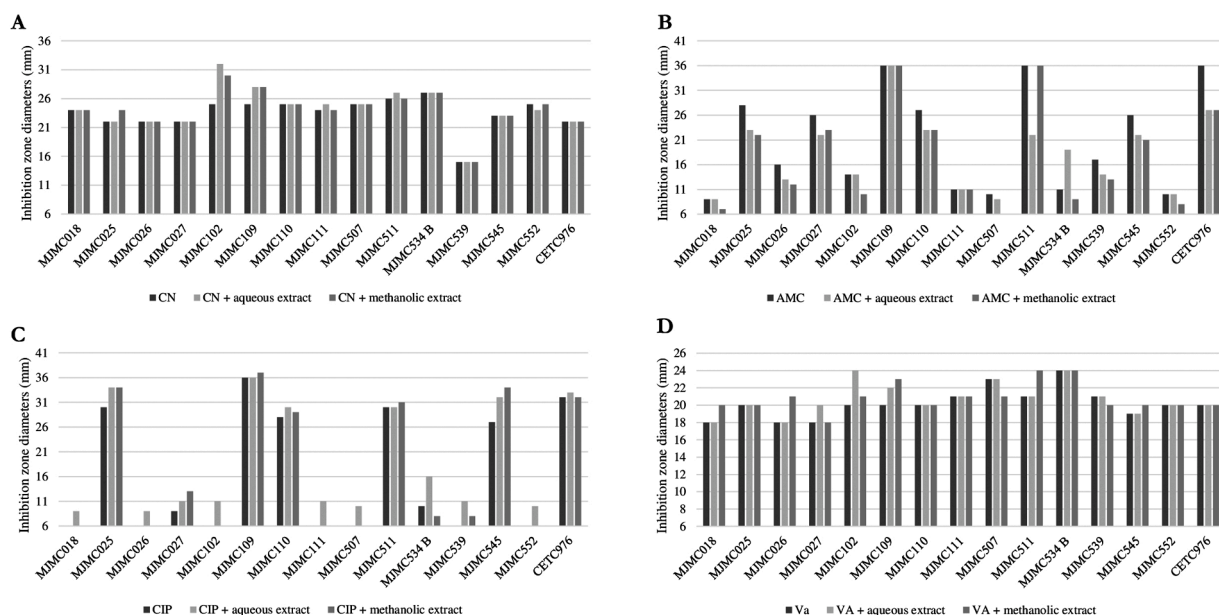 A
Inhibition zone diameters (mm)
36
31
26
21
16
11
6
MJMC018
MJMC025
MJMC026
MJMC027
MJMC102
MJMC109
MJMC110
MJMC111
MJMC507
MJMC511
MJMC534 B
MJMC539
MJMC545
MJMC552
CETC976
CN
CN + aqueous extract
CN + methanolic extract
B
Inhibition zone diameters (mm)
41
36
31
26
21
16
11
6
MJMC018
MJMC025
MJMC026
MJMC027
MJMC102
MJMC109
MJMC110
MJMC111
MJMC507
MJMC511
MJMC534 B
MJMC539
MJMC545
MJMC552
CETC976
AMC
AMC + aqueous extract
AMC + methanolic extract
C
Inhibition zone diameters (mm)
41
36
31
26
21
16
11
6
MJMC018
MJMC025
MJMC026
MJMC027
MJMC102
MJMC109
MJMC110
MJMC111
MJMC507
MJMC511
MJMC534 B
MJMC539
MJMC545
MJMC552
CETC976
CIP
CIP + aqueous extract
CIP + methanolic extract
D
Inhibition zone diameters (mm)
26
24
22
20
18
16
14
12
10
8
6
MJMC018
MJMC025
MJMC026
MJMC027
MJMC102
MJMC109
MJMC110
MJMC111
MJMC507
MJMC511
MJMC534 B
MJMC539
MJMC545
MJMC552
CETC976
Va
VA + aqueous extract
VA + methanolic extract